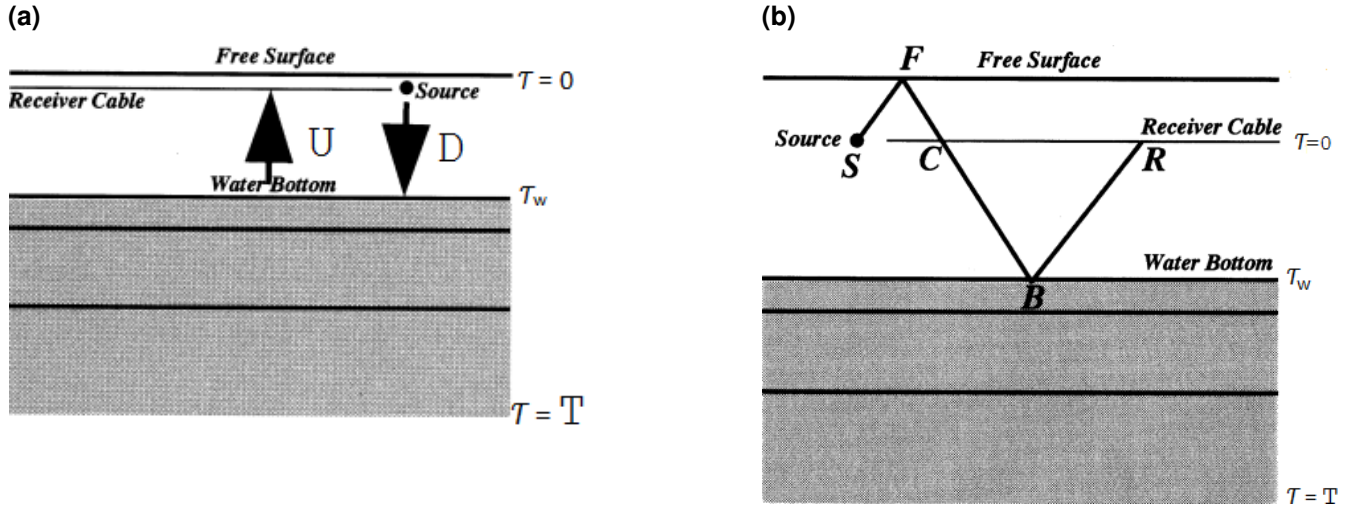 (a)
Free Surface
τ = 0
Receiver Cable
Source
U
D
Water Bottom
τw
τ = T
(b)
F
Free Surface
Source
Receiver Cable
τ=0
S
C
R
Water Bottom
τw
B
τ = T